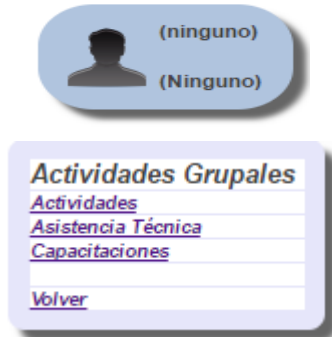 (ninguno)
(Ninguno)
Actividades Grupales
Actividades
Asistencia Técnica
Capacitaciones
Volver